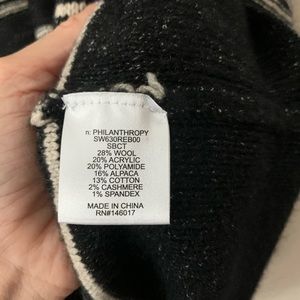 n: PHILANTHROPY
SW630REB00
SBCT
28% WOOL
20% ACRYLIC
20% POLYAMIDE
16% ALPACA
13% COTTON
2% CASHMERE
1% SPANDEX
MADE IN CHINA
RN#146017